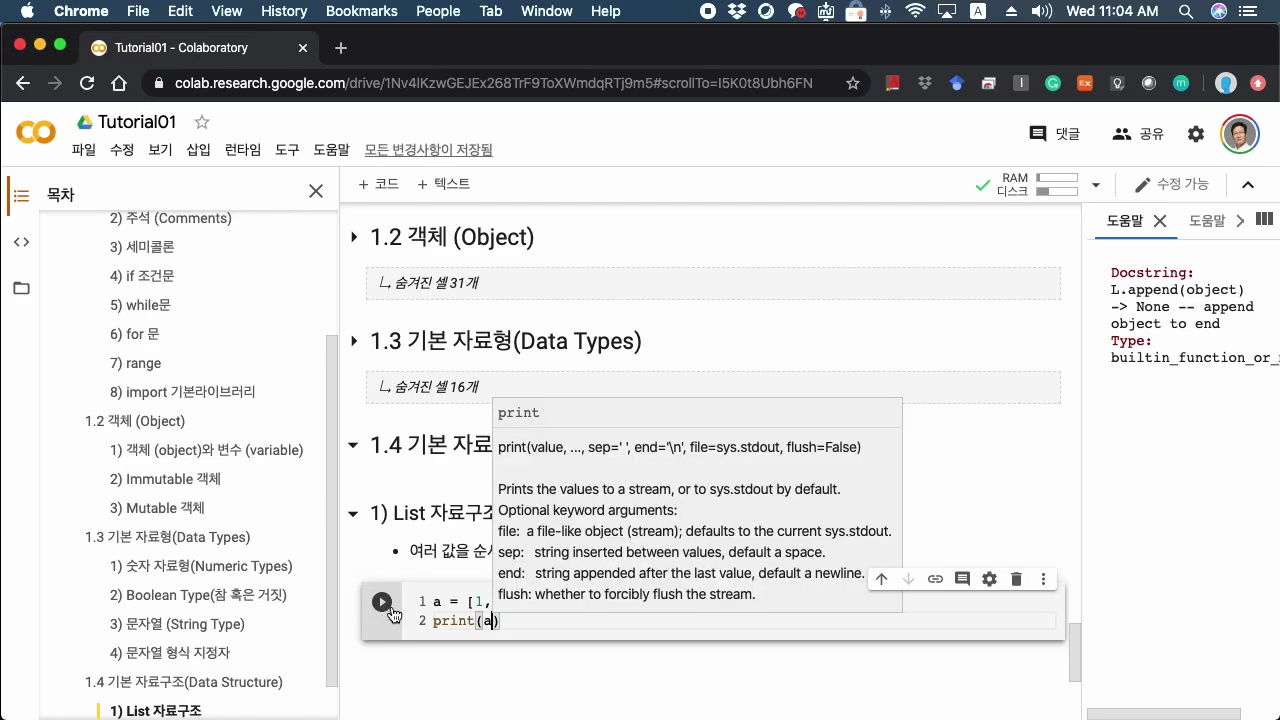 Chrome File Edit View History Bookmarks People Tab Window Help
A
Wed 11:04 AM
Tutorial01 - Colaboratory
colab.research.google.com/drive/1Nv4lKzwGEJEx268TrF9ToXWmdqRTj9m5#scrollTo=I5K0t8Ubh6FN
Tutorial01
댓글 공유
파일 수정 보기 삽입 런타임 도구 도움말 모든 변경사항이 저장됨
목차
+ 코드 + 텍스트
RAM
디스크
수정 가능
2) 주석 (Comments)
3) 세미콜론
4) if 조건문
5) while문
6) for 문
7) range
8) import 기본라이브러리
1.2 객체 (Object)
1) 객체 (object)와 변수 (variable)
2) Immutable 객체
3) Mutable 객체
1.3 기본 자료형(Data Types)
1) 숫자 자료형(Numeric Types)
2) Boolean Type(참 혹은 거짓)
3) 문자열 (String Type)
4) 문자열 형식 지정자
1.4 기본 자료구조(Data Structure)
1) List 자료구조
1.2 객체 (Object)
숨겨진 셀 31개
1.3 기본 자료형(Data Types)
숨겨진 셀 16개
1.4 기본 자료
1) List 자료구조
• 여러 값을
print
print(value, ..., sep=' ', end='\n', file=sys.stdout, flush=False)
Prints the values to a stream, or to sys.stdout by default.
Optional keyword arguments:
file: a file-like object (stream); defaults to the current sys.stdout.
sep: string inserted between values, default a space.
end: string appended after the last value, default a newline.
flush: whether to forcibly flush the stream.
1 a = [1,
2 print(a)
도움말 도움말
Docstring:
L.append(object)
-> None -- append
object to end
Type: